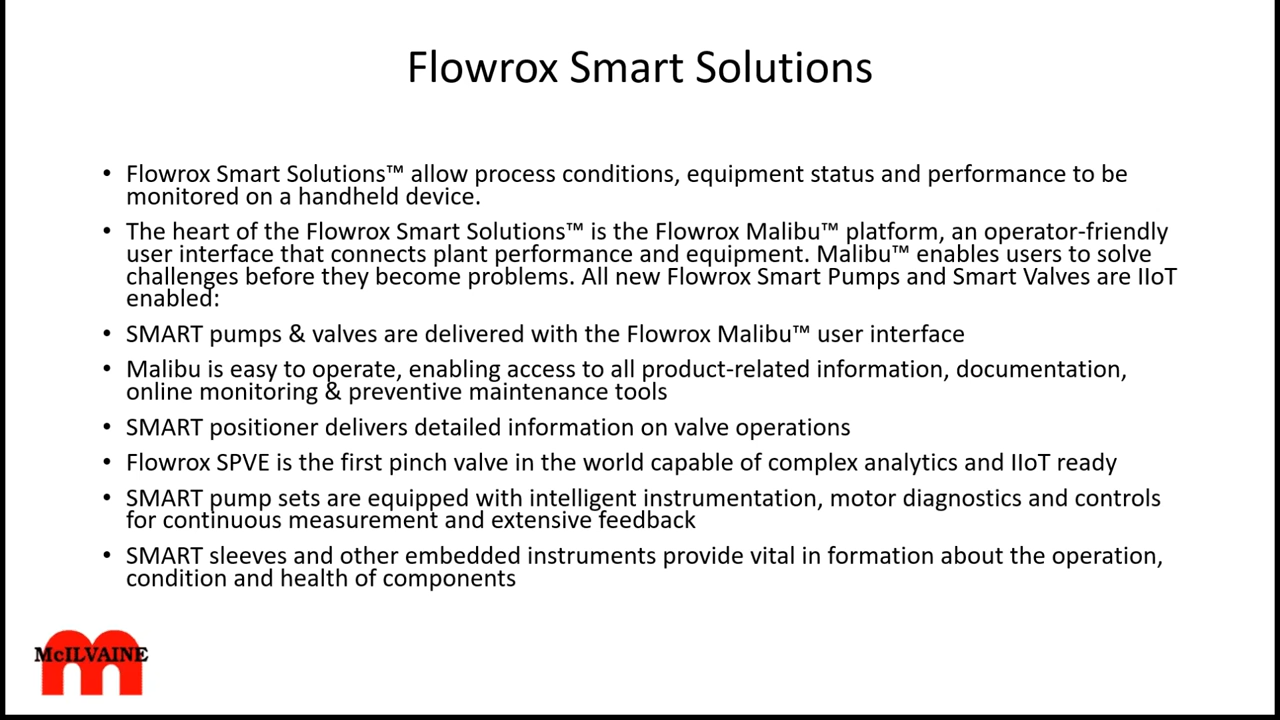 Flowrox Smart Solutions
• Flowrox Smart Solutions™ allow process conditions, equipment status and performance to be
monitored on a handheld device.
• The heart of the Flowrox Smart Solutions™ is the Flowrox Malibu™ platform, an operator-friendly
user interface that connects plant performance and equipment. Malibu™ enables users to solve
challenges before they become problems. All new Flowrox Smart Pumps and Smart Valves are IIoT
enabled:
• SMART pumps & valves are delivered with the Flowrox Malibu™ user interface
• Malibu is easy to operate, enabling access to all product-related information, documentation,
online monitoring & preventive maintenance tools
• SMART positioner delivers detailed information on valve operations
• Flowrox SPVE is the first pinch valve in the world capable of complex analytics and IIoT ready
• SMART pump sets are equipped with intelligent instrumentation, motor diagnostics and controls
for continuous measurement and extensive feedback
• SMART sleeves and other embedded instruments provide vital in formation about the operation,
condition and health of components
McILVAINE